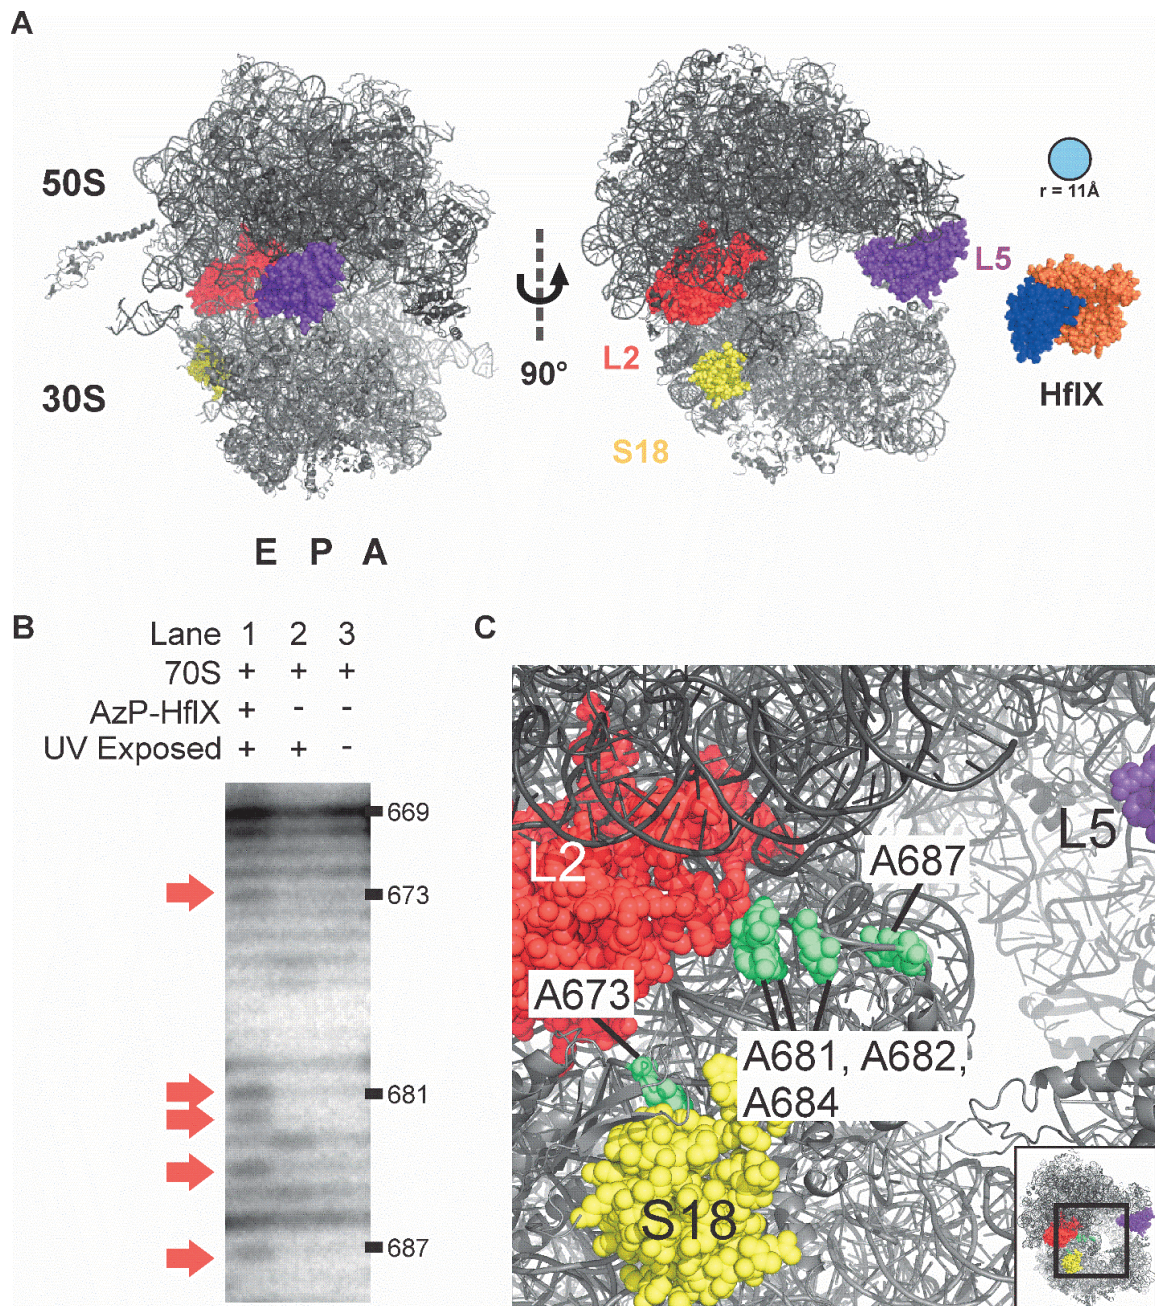 A
50S
30S
90°
L2
S18
L5
r = 11Å
HflX
E P A
B
Lane 1 2 3
70S + + +
AzP-HflX + - -
UV Exposed + + -
669
673
681
687
C
L2
L5
A687
A673
A681, A682,
A684
S18